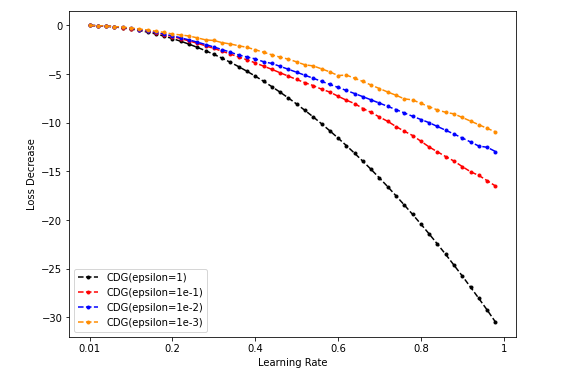 0
−5
−10
−15
−20
−25
−30
Loss Decrease
CDG(epsilon=1)
CDG(epsilon=1e-1)
CDG(epsilon=1e-2)
CDG(epsilon=1e-3)
0.01 0.2 0.4 0.6 0.8 1
Learning Rate